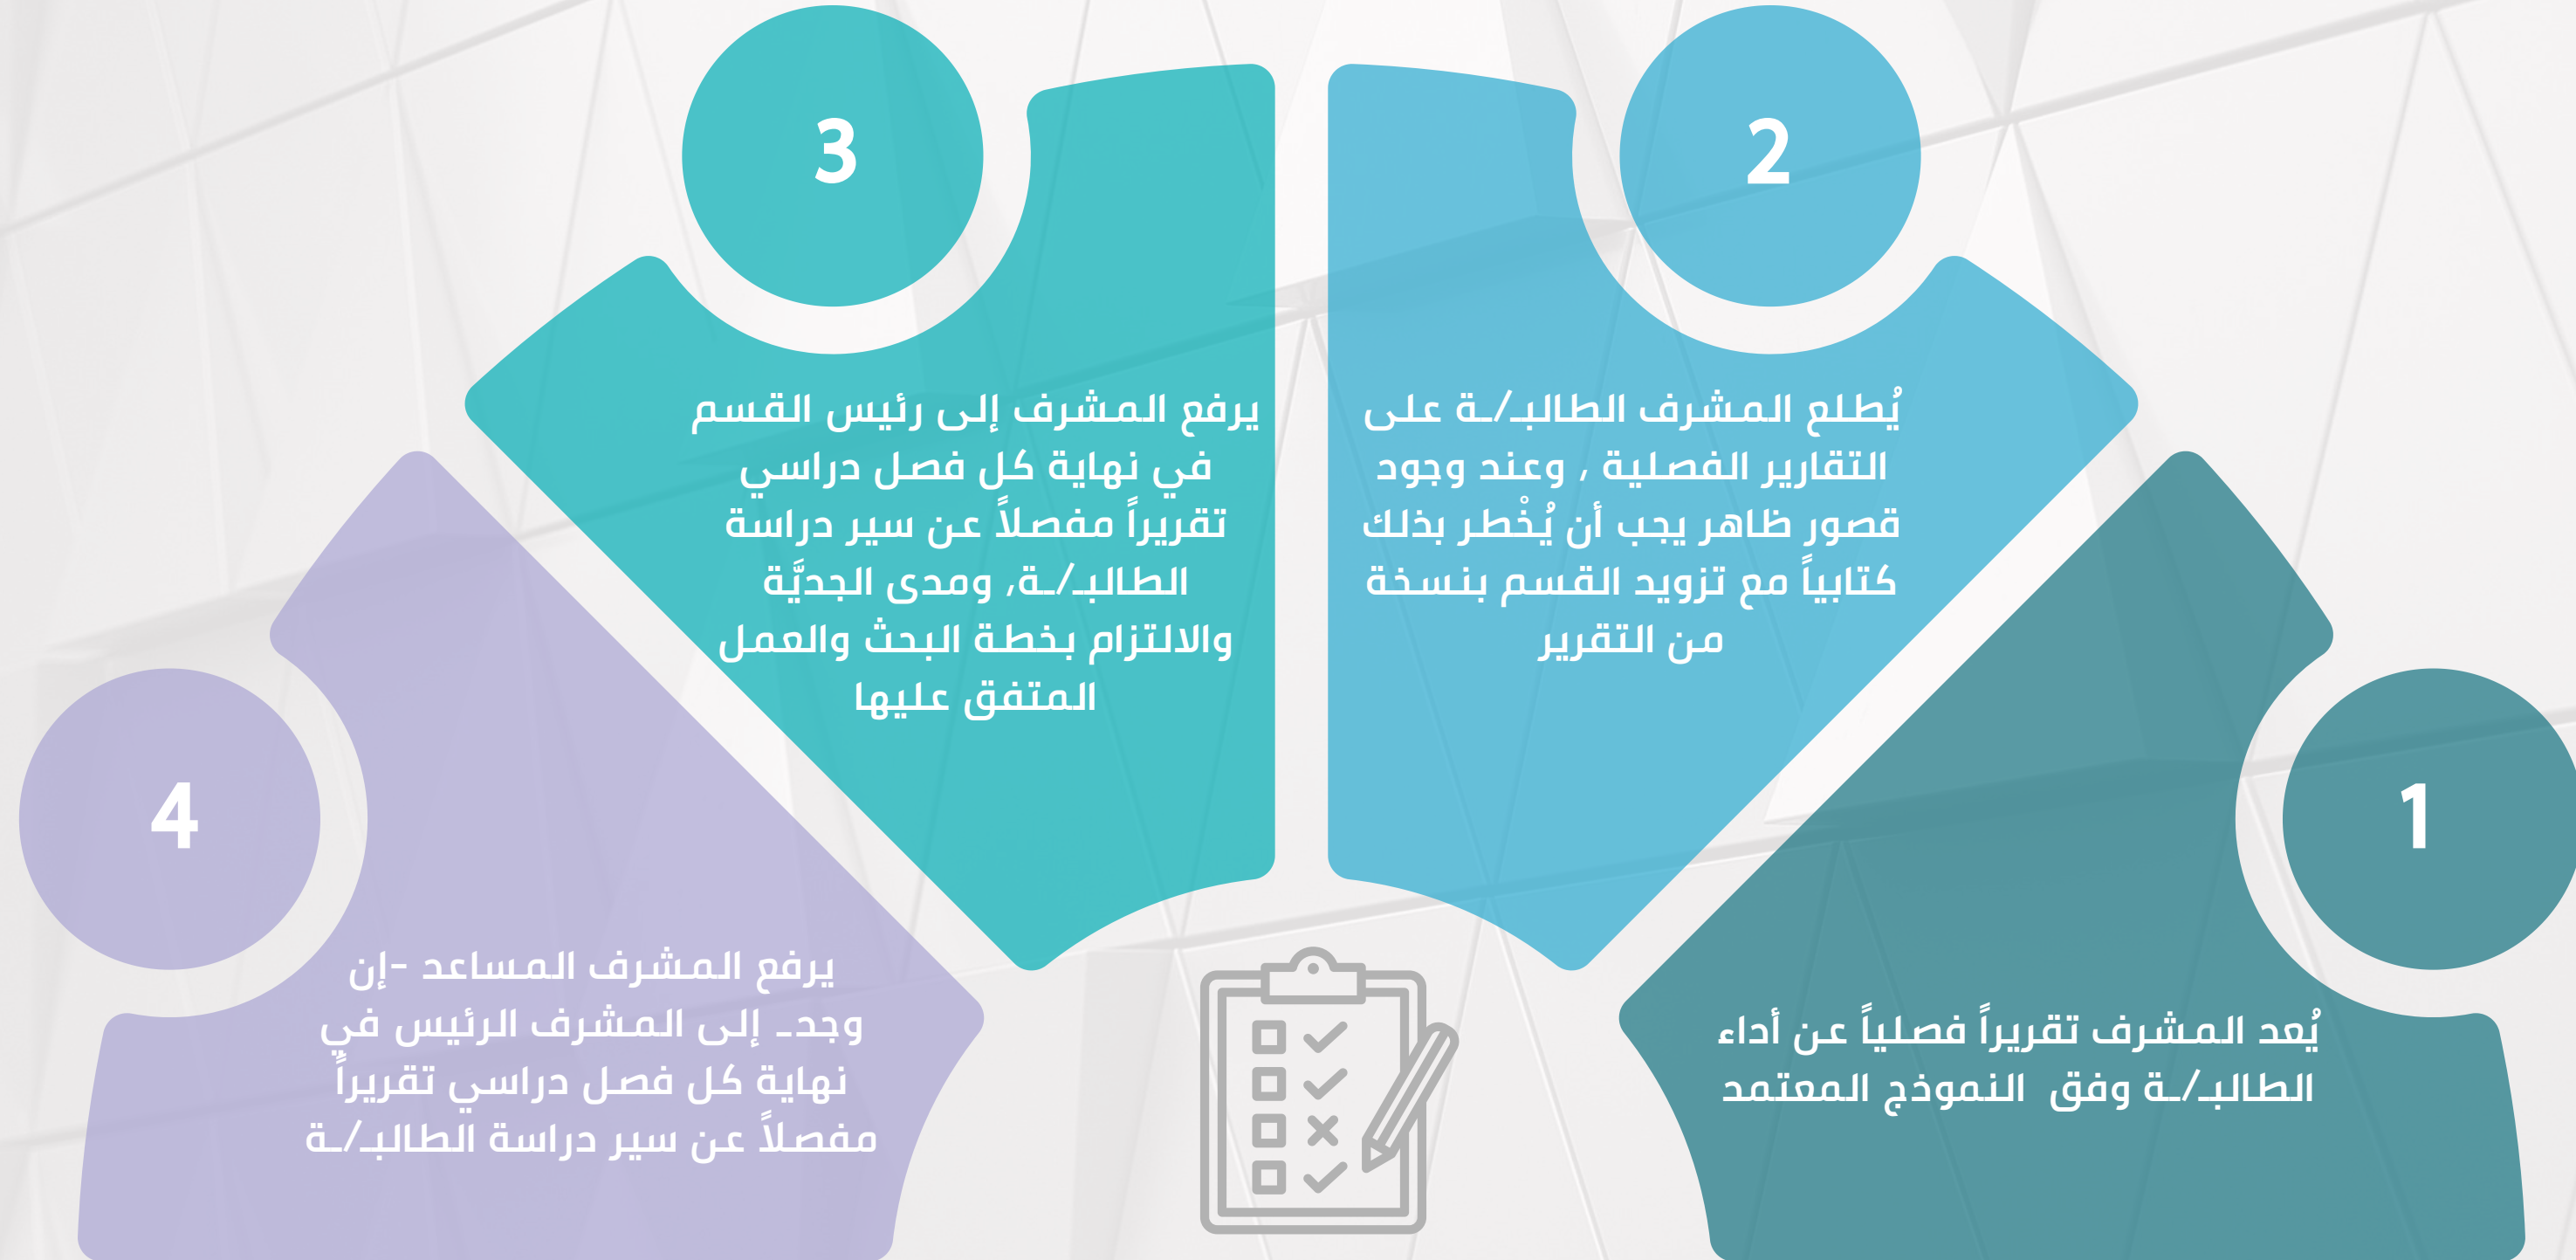 1
يُعد المشرف تقريراً فصلياً عن أداء
الطالبـ/ـة وفق النموذج المعتمد
2
يُطلع المشرف الطالبـ/ـة على
التقارير الفصلية , وعند وجود
قصور ظاهر يجب أن يُخْطر بذلك
كتابياً مع تزويد القسم بنسخة
من التقرير
3
يرفع المشرف إلى رئيس القسم
في نهاية كل فصل دراسي
تقريراً مفصلاً عن سير دراسة
الطالبـ/ـة, ومدى الجديَّة
والالتزام بخطة البحث والعمل
المتفق عليها
4
يرفع المشرف المساعد -إن
وجدـ إلى المشرف الرئيس في
نهاية كل فصل دراسي تقريراً
مفصلاً عن سير دراسة الطالبـ/ـة